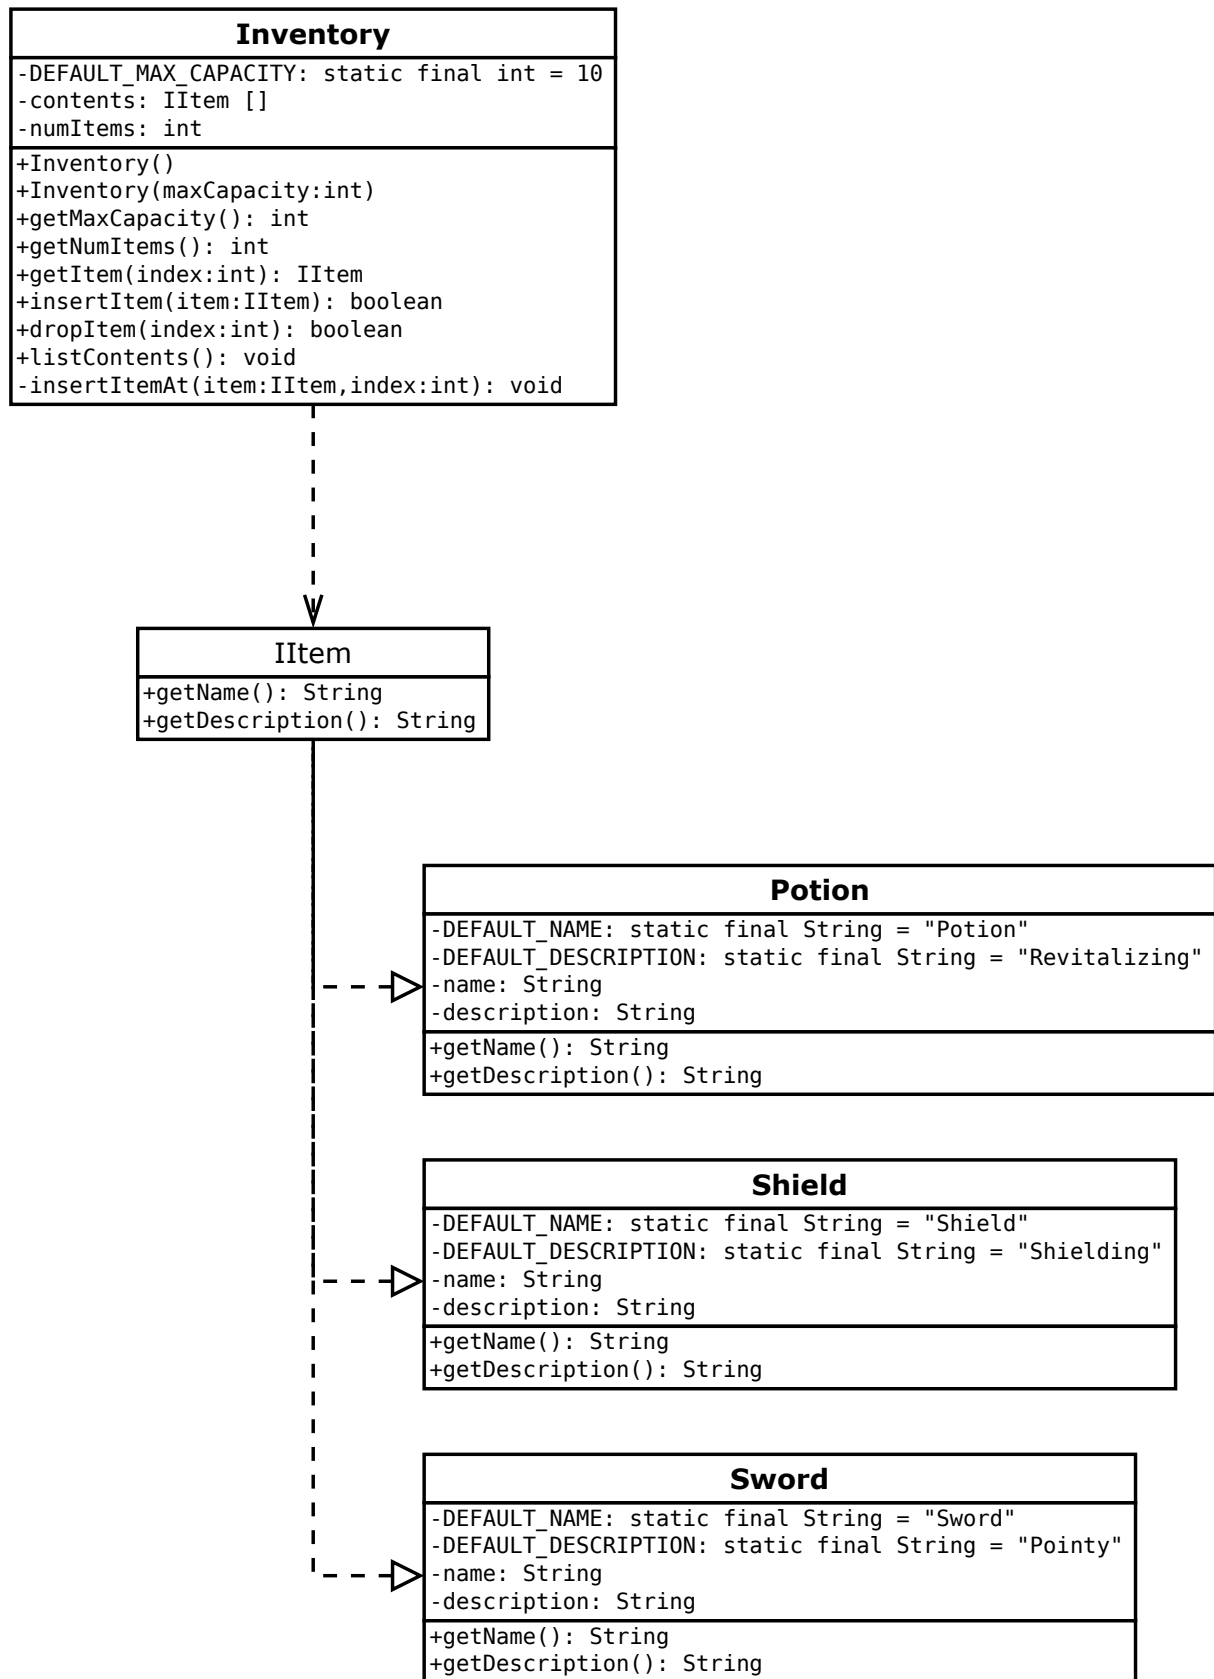 Inventory
-DEFAULT_MAX_CAPACITY: static final int = 10
-contents: IItem []
-numItems: int
+Inventory()
+Inventory(maxCapacity:int)
+getMaxCapacity(): int
+getNumItems(): int
+getItem(index:int): IItem
+insertItem(item:IItem): boolean
+dropItem(index:int): boolean
+listContents(): void
-insertItemAt(item:IItem,index:int): void
IItem
+getName(): String
+getDescription(): String
Potion
-DEFAULT_NAME: static final String = "Potion"
-DEFAULT_DESCRIPTION: static final String = "Revitalizing"
-name: String
-description: String
+getName(): String
+getDescription(): String
Shield
-DEFAULT_NAME: static final String = "Shield"
-DEFAULT_DESCRIPTION: static final String = "Shielding"
-name: String
-description: String
+getName(): String
+getDescription(): String
Sword
-DEFAULT_NAME: static final String = "Sword"
-DEFAULT_DESCRIPTION: static final String = "Pointy"
-name: String
-description: String
+getName(): String
+getDescription(): String